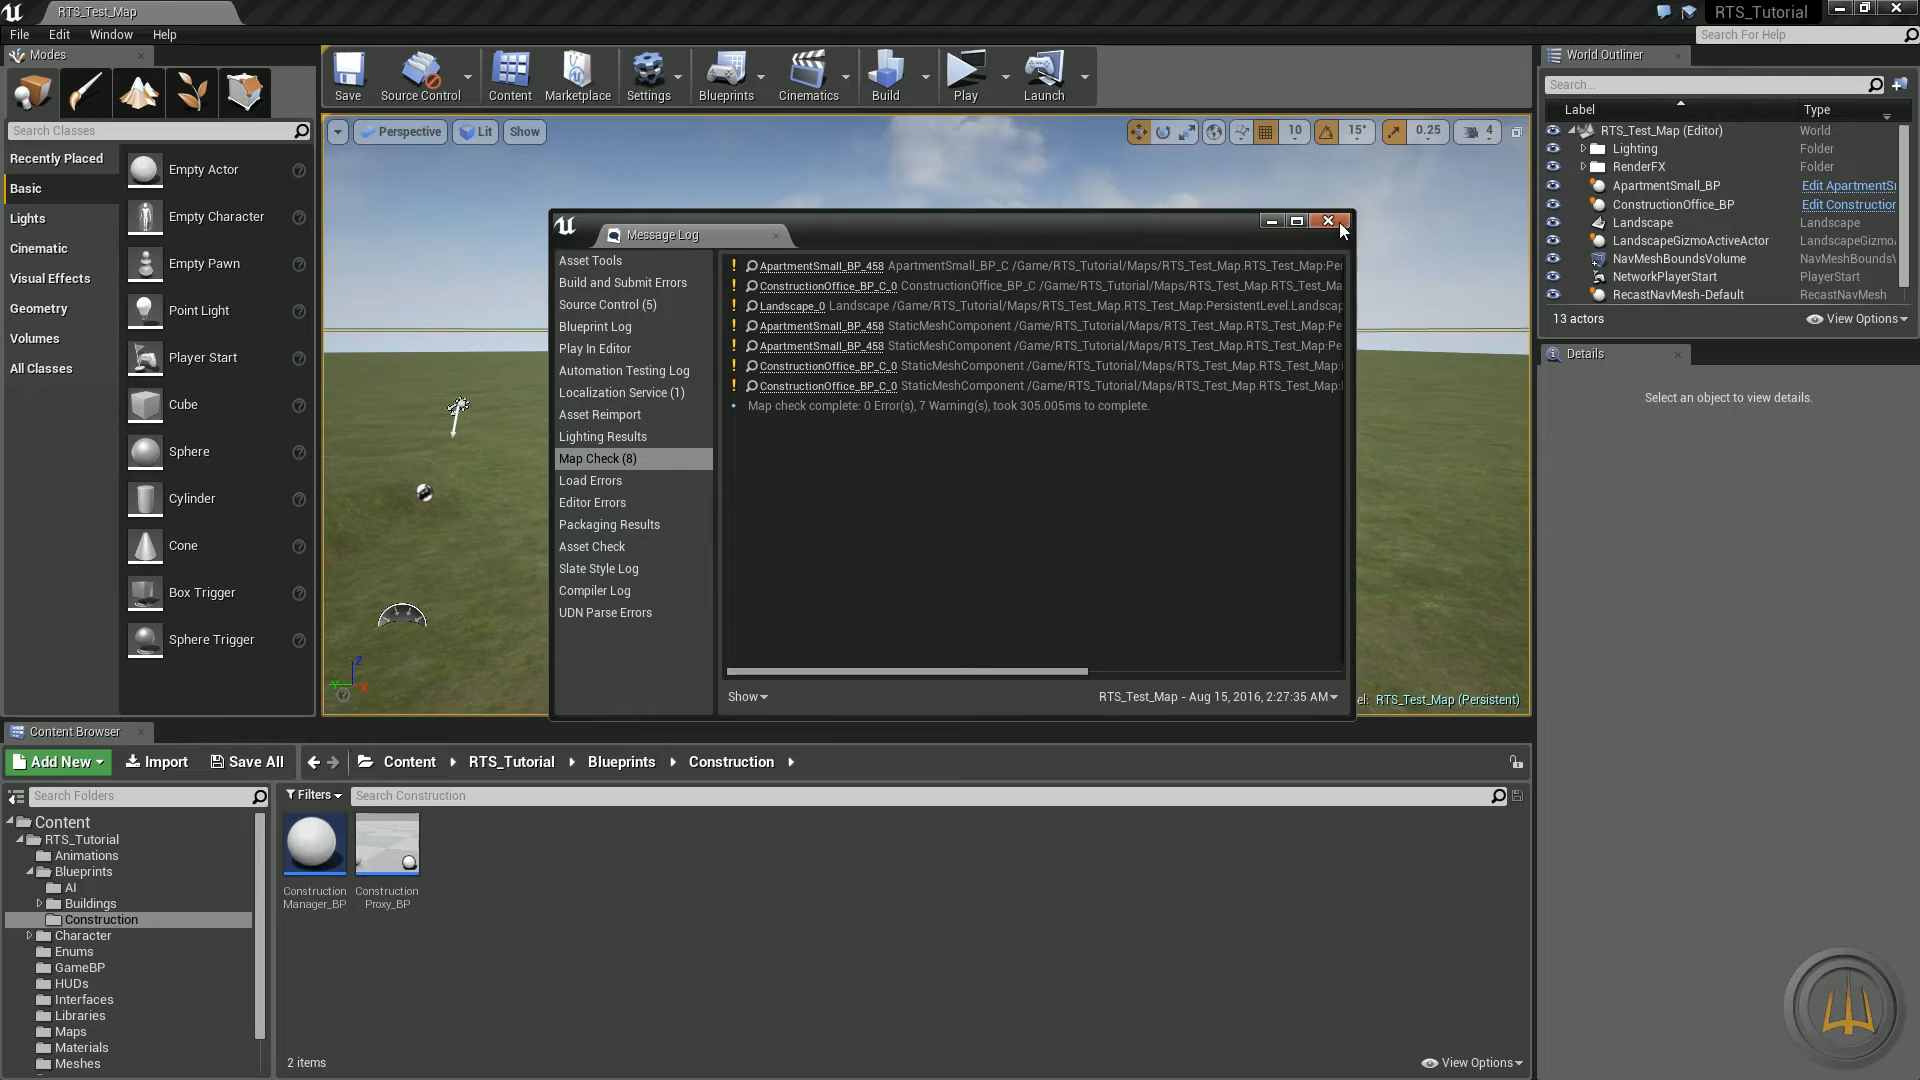 RTS_Test_Map
RTS_Tutorial
File Edit Window Help
Search For Help
Modes
Search Classes
Recently Placed
Basic
Lights
Cinematic
Visual Effects
Geometry
Volumes
All Classes
Empty Actor
Empty Character
Empty Pawn
Point Light
Player Start
Cube
Sphere
Cylinder
Cone
Box Trigger
Sphere Trigger
Save Source Control Content Marketplace Settings Blueprints Cinematics Build Play Launch
Perspective Lit Show
10 15° 0.25 4
Message Log
Asset Tools
Build and Submit Errors
Source Control (5)
Blueprint Log
Play In Editor
Automation Testing Log
Localization Service (1)
Asset Reimport
Lighting Results
Map Check (8)
Load Errors
Editor Errors
Packaging Results
Asset Check
Slate Style Log
Compiler Log
UDN Parse Errors
ApartmentSmall_BP_458 ApartmentSmall_BP_C /Game/RTS_Tutorial/Maps/RTS_Test_Map.RTS_Test_Map:Per
ConstructionOffice_BP_C_0 ConstructionOffice_BP_C /Game/RTS_Tutorial/Maps/RTS_Test_Map.RTS_Test_Ma
Landscape_0 Landscape /Game/RTS_Tutorial/Maps/RTS_Test_Map.RTS_Test_Map:PersistentLevel.Landscap
ApartmentSmall_BP_458 StaticMeshComponent /Game/RTS_Tutorial/Maps/RTS_Test_Map.RTS_Test_Map:Pe
ApartmentSmall_BP_458 StaticMeshComponent /Game/RTS_Tutorial/Maps/RTS_Test_Map.RTS_Test_Map:Pe
ConstructionOffice_BP_C_0 StaticMeshComponent /Game/RTS_Tutorial/Maps/RTS_Test_Map.RTS_Test_Map:
ConstructionOffice_BP_C_0 StaticMeshComponent /Game/RTS_Tutorial/Maps/RTS_Test_Map.RTS_Test_Map:
Map check complete: 0 Error(s), 7 Warning(s), took 305.005ms to complete.
Show
RTS_Test_Map - Aug 15, 2016, 2:27:35 AM
el: RTS_Test_Map (Persistent)
Z
Y X
World Outliner
Search...
Label Type
RTS_Test_Map (Editor) World
Lighting Folder
RenderFX Folder
ApartmentSmall_BP Edit ApartmentS
ConstructionOffice_BP Edit Construction
Landscape Landscape
LandscapeGizmoActiveActor LandscapeGizmo
NavMeshBoundsVolume NavMeshBounds
NetworkPlayerStart PlayerStart
RecastNavMesh-Default RecastNavMesh
13 actors
View Options
Details
Select an object to view details.
Content Browser
Add New Import Save All Content RTS_Tutorial Blueprints Construction
Search Folders
Filters
Search Construction
Content
RTS_Tutorial
Animations
Blueprints
AI
Buildings
Construction
Character
Enums
GameBP
HUDs
Interfaces
Libraries
Maps
Materials
Meshes
Construction
Manager_BP
Construction
Proxy_BP
2 items
View Options